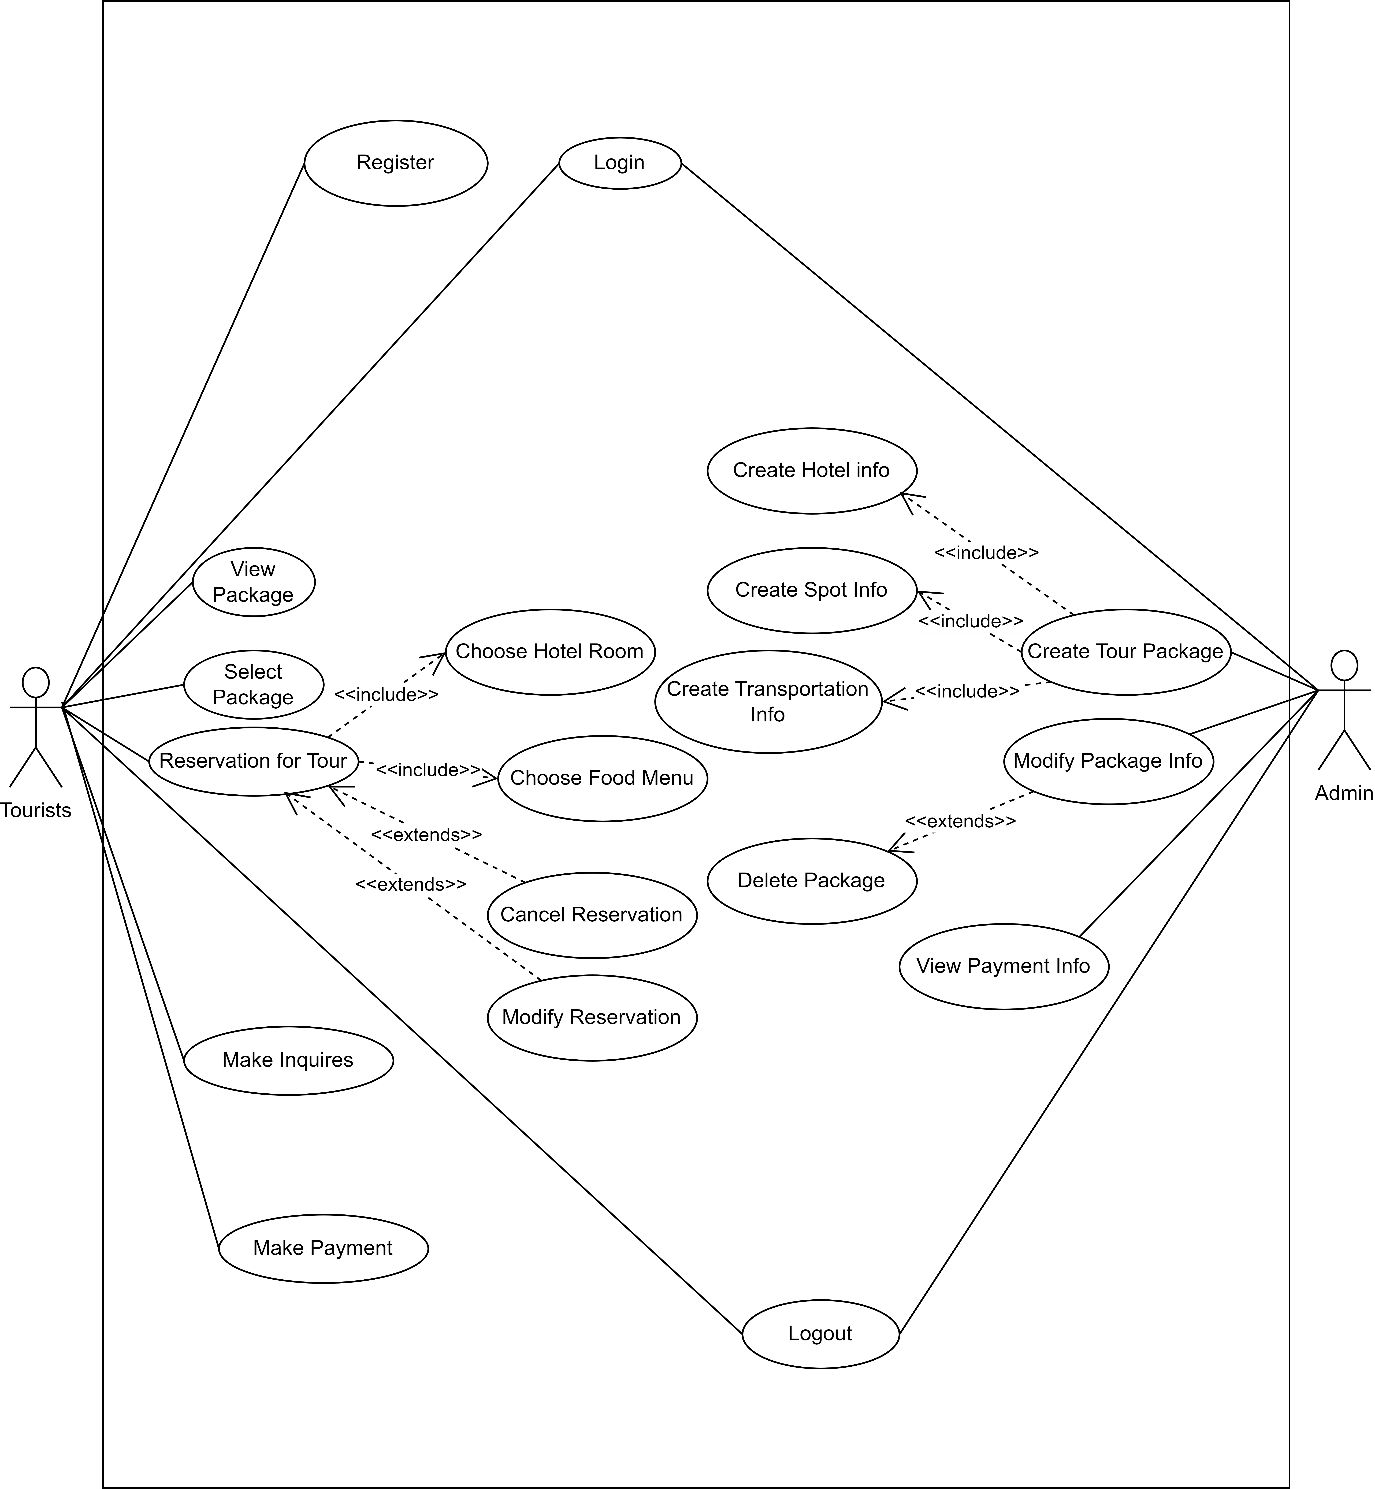 Register
Login
Create Hotel info
<<include>>
View
Package
Create Spot Info
<<include>>
Choose Hotel Room
Create Tour Package
Select
Package
<<include>>
Create Transportation
Info
<<include>>
Reservation for Tour
<<include>>
Choose Food Menu
Modify Package Info
Tourists
Admin
<<extends>>
<<extends>>
<<extends>>
Delete Package
Cancel Reservation
View Payment Info
Modify Reservation
Make Inquires
Make Payment
Logout